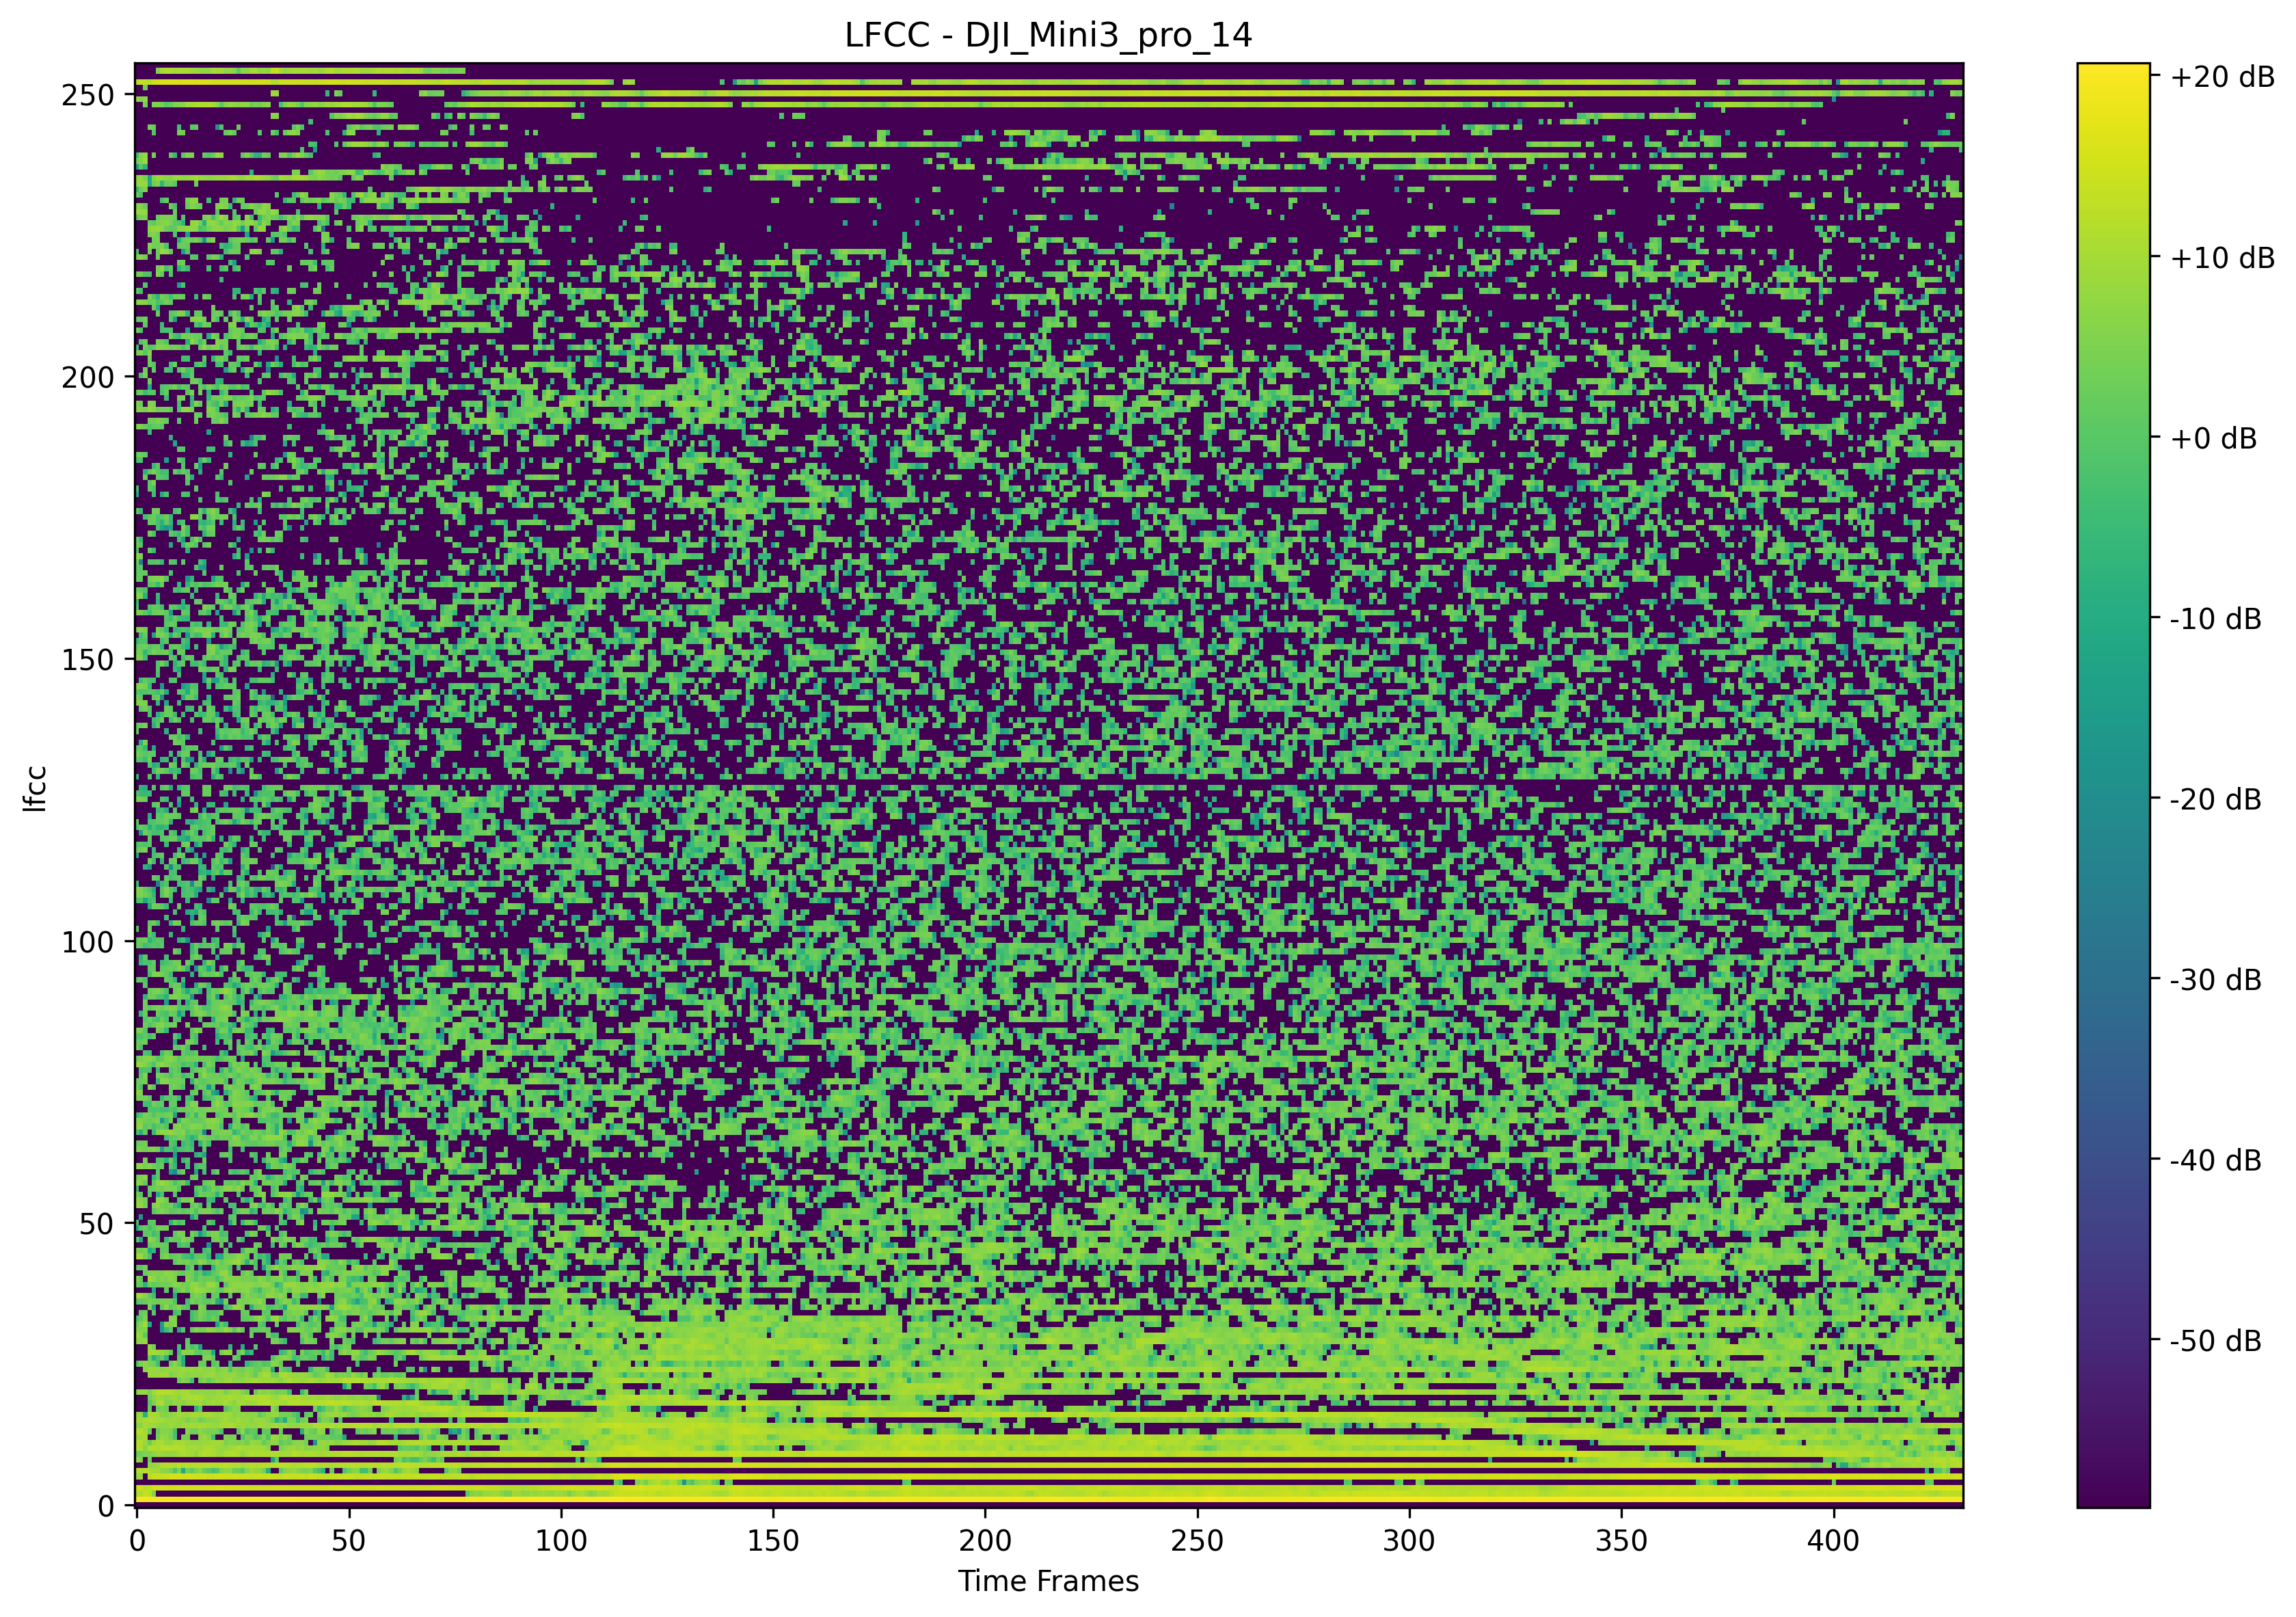 LFCC - DJI_Mini3_pro_14
250
200
150
100
50
0
lfcc
0 50 100 150 200 250 300 350 400
Time Frames
+20 dB
+10 dB
+0 dB
-10 dB
-20 dB
-30 dB
-40 dB
-50 dB